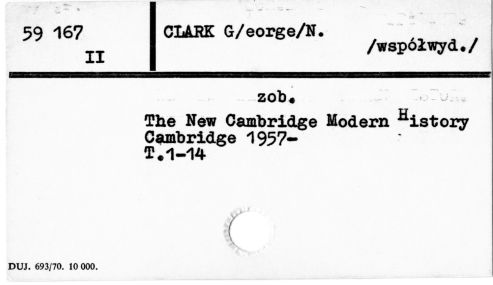 59 167
II
CLARK G/eorge/N.
/współwyd./
zob.
The New Cambridge Modern History
Cambridge 1957-
T.1-14
DUJ. 693/70. 10 000.